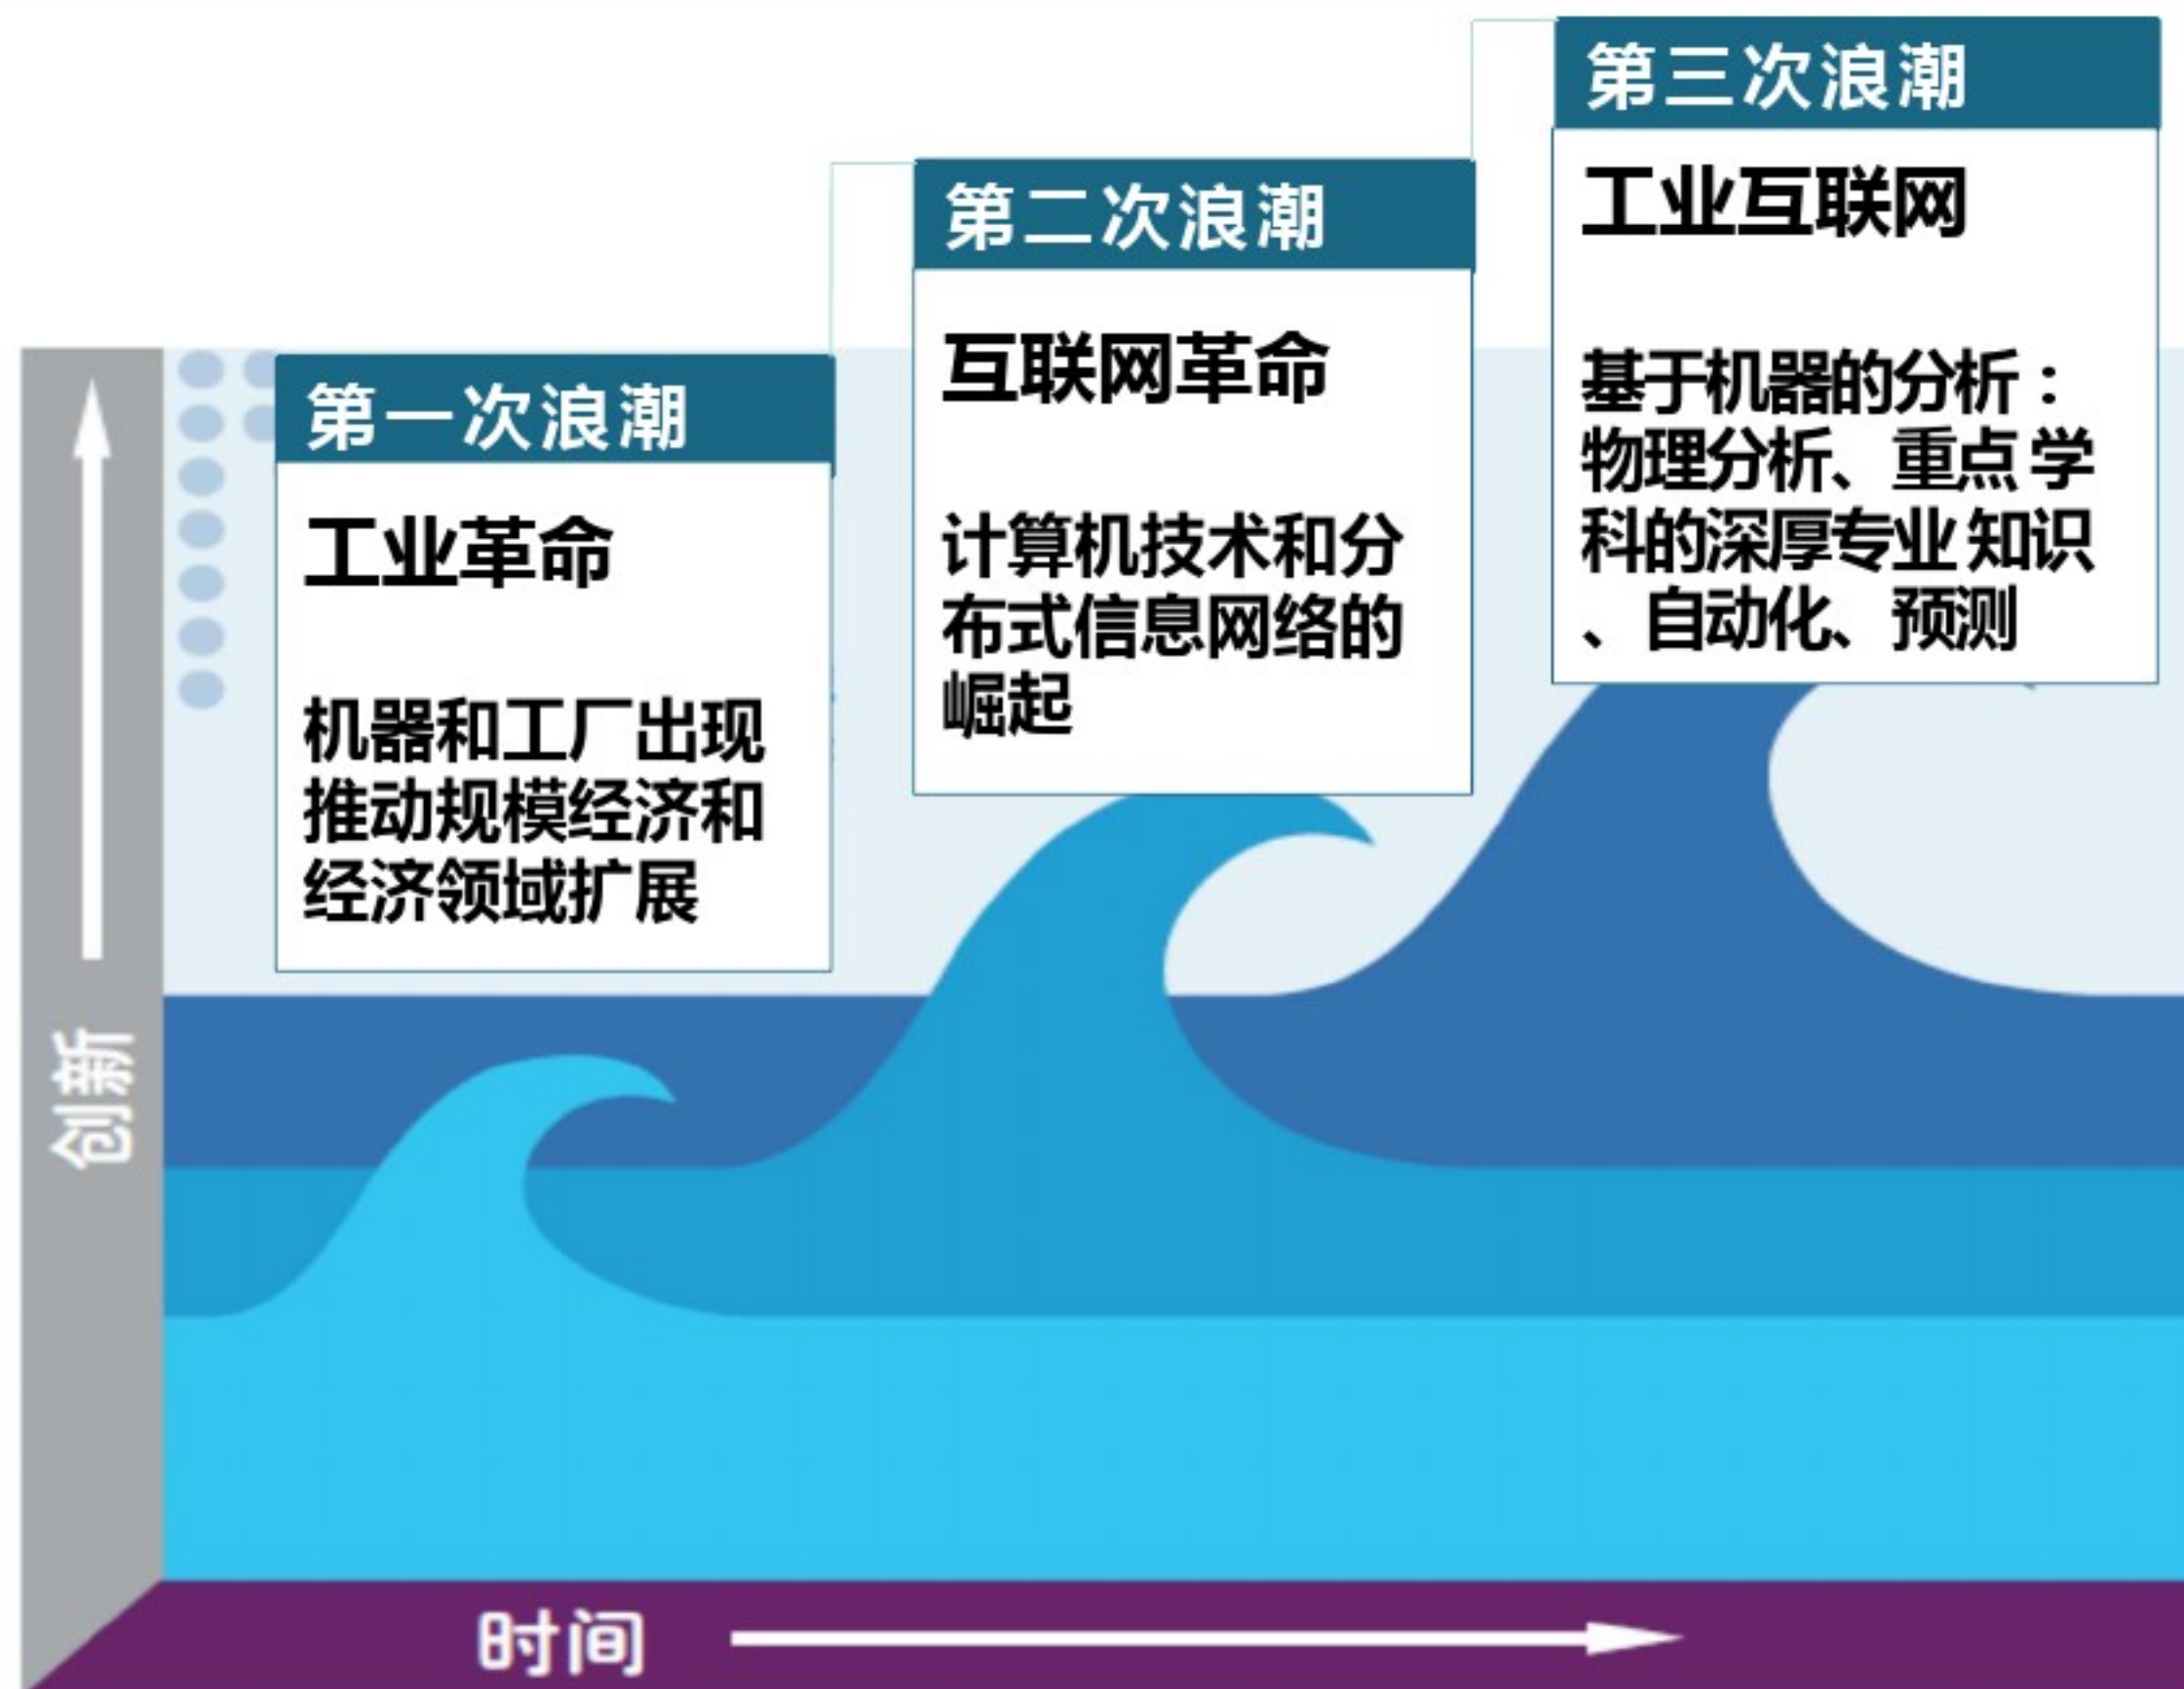 第一次浪潮
工业革命
机器和工厂出现
推动规模经济和
经济领域扩展
第二次浪潮
互联网革命
计算机技术和分
布式信息网络的
崛起
第三次浪潮
工业互联网
基于机器的分析：
物理分析、重点 学
科的深厚专业 知识
、自动化、预测
创新
时间